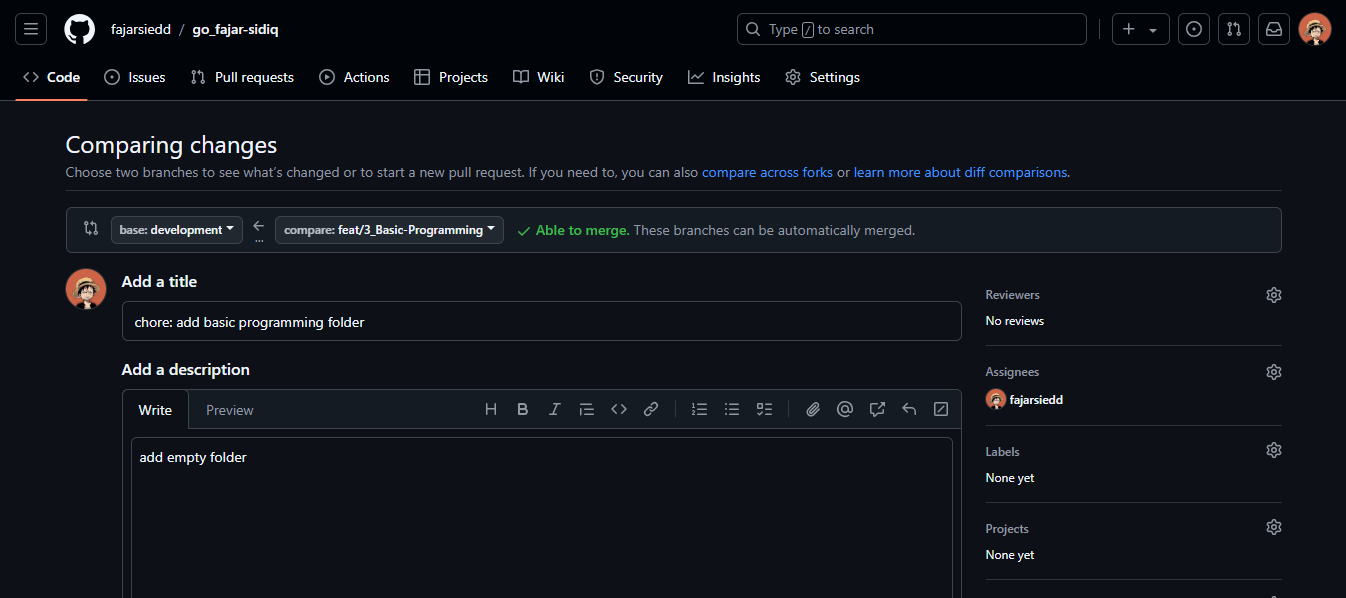 fajarsiedd / go_fajar-sidiq
Type / to search
Code Issues Pull requests Actions Projects Wiki Security Insights Settings
Comparing changes
Choose two branches to see what's changed or to start a new pull request. If you need to, you can also compare across forks or learn more about diff comparisons.
base: development
...
compare: feat/3_Basic-Programming
Able to merge. These branches can be automatically merged.
Add a title
chore: add basic programming folder
Add a description
Write Preview
add empty folder
Reviewers
No reviews
Assignees
fajarsiedd
Labels
None yet
Projects
None yet